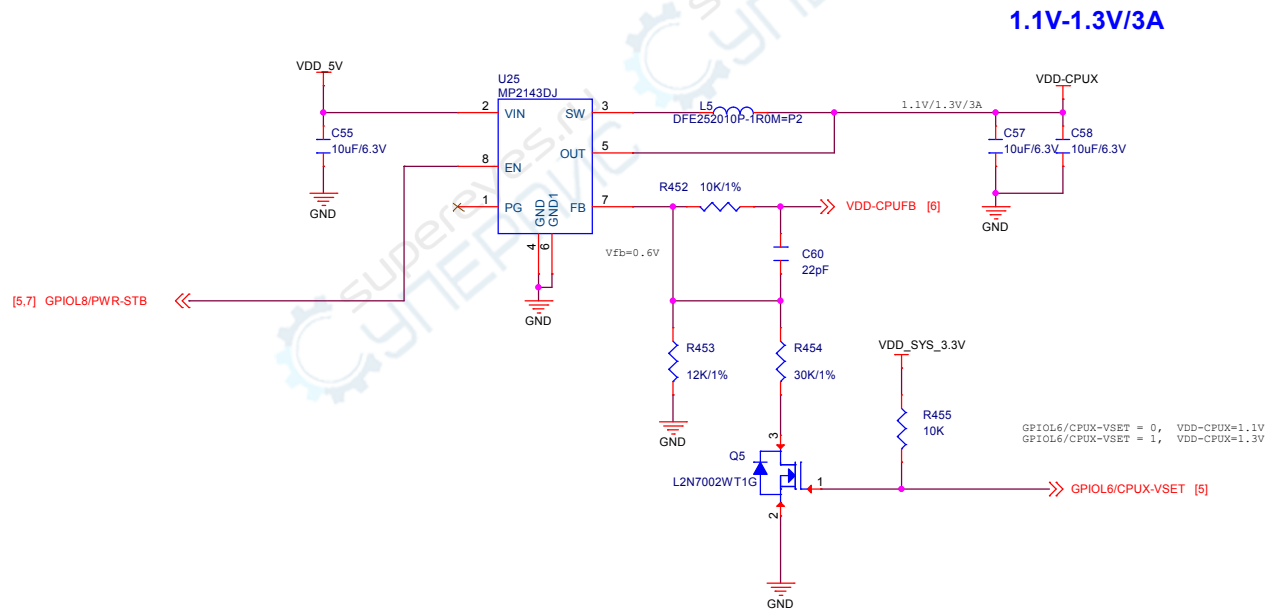 1.1V-1.3V/3A
VDD_5V
U25
MP2143DJ
VDD-CPUX
2
VIN
SW
3
L5
DFE252010P-1R0M=P2
1.1V/1.3V/3A
C55
10uF/6.3V
C57
10uF/6.3V
C58
10uF/6.3V
OUT
5
8
EN
R452 10K/1%
1
PG
GND
GND1
FB
7
VDD-CPUFB [6]
GND
GND
4
6
Vfb=0.6V
C60
22pF
[5,7] GPIOL8/PWR-STB
GND
R453
12K/1%
R454
30K/1%
VDD_SYS_3.3V
GND
R455
10K
GPIOL6/CPUX-VSET = 0, VDD-CPUX=1.1V
GPIOL6/CPUX-VSET = 1, VDD-CPUX=1.3V
3
Q5
L2N7002WT1G
1
GPIOL6/CPUX-VSET [5]
2
GND
supereyes.ru
СУПЕРАЙС